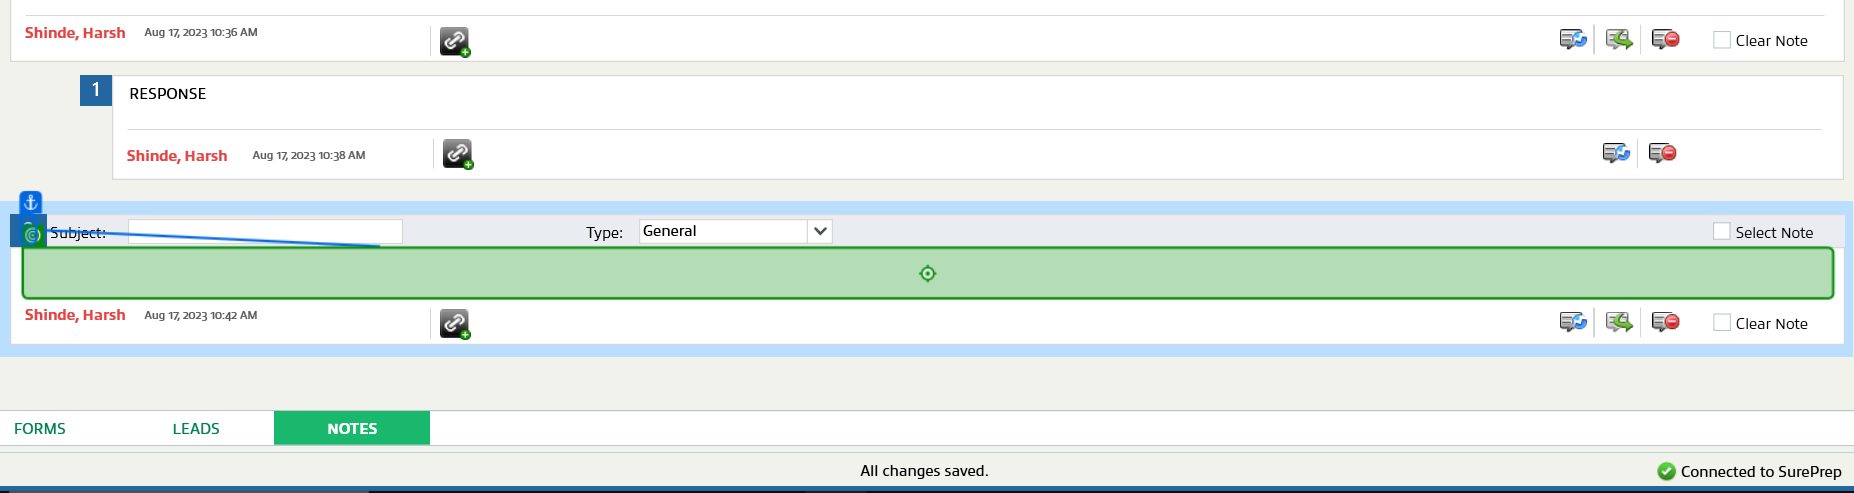 Shinde, Harsh Aug 17, 2023 10:36 AM Clear Note
1 RESPONSE
Shinde, Harsh Aug 17, 2023 10:38 AM
Subject: Type: General Select Note
Shinde, Harsh Aug 17, 2023 10:42 AM Clear Note
FORMS LEADS NOTES
All changes saved. Connected to SurePrep